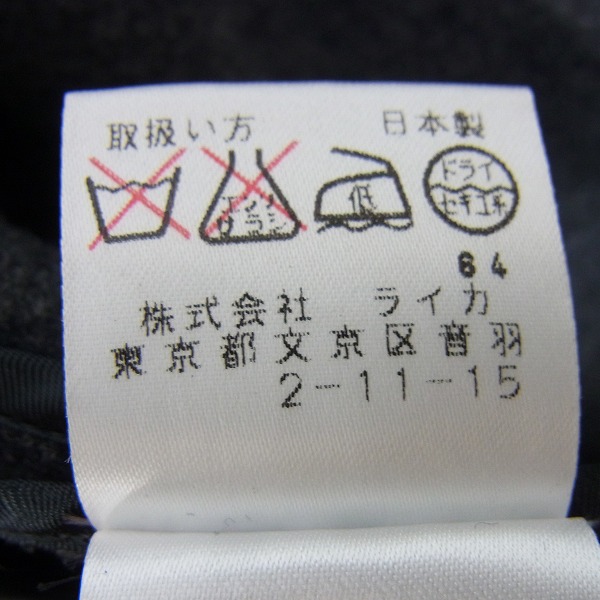 取扱い方 日本製
エンソ サラシ 低 ドライ セキユ系
64
株式会社 ライカ
東京都文京区音羽
2-11-15